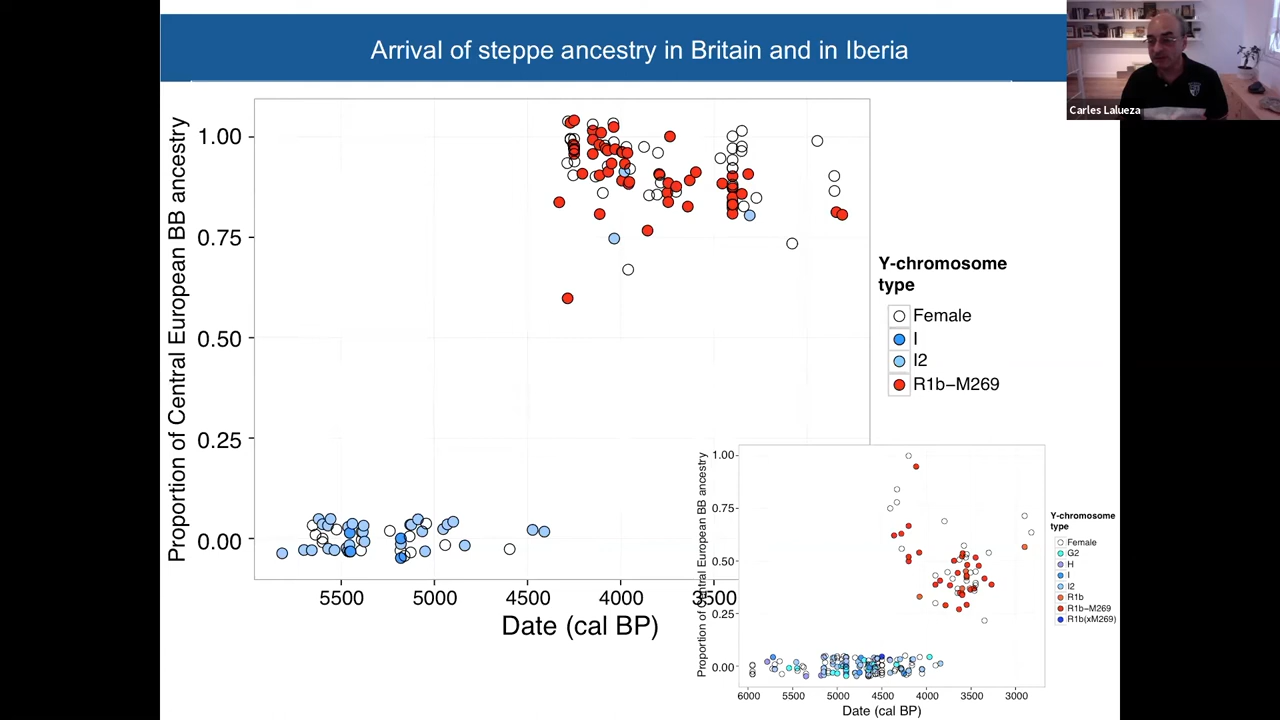 Arrival of steppe ancestry in Britain and in Iberia
Carles Lalueza
Proportion of Central European BB ancestry
1.00
0.75
0.50
0.25
0.00
5500 5000 4500 4000 3500
Date (cal BP)
Y-chromosome
type
Female
I
I2
R1b-M269
Proportion of Central European BB ancestry
1.00
0.75
0.50
0.25
0.00
6000 5500 5000 4500 4000 3500 3000
Date (cal BP)
Y-chromosome
type
Female
G2
H
I
I2
R1b
R1b-M269
R1b(xM269)